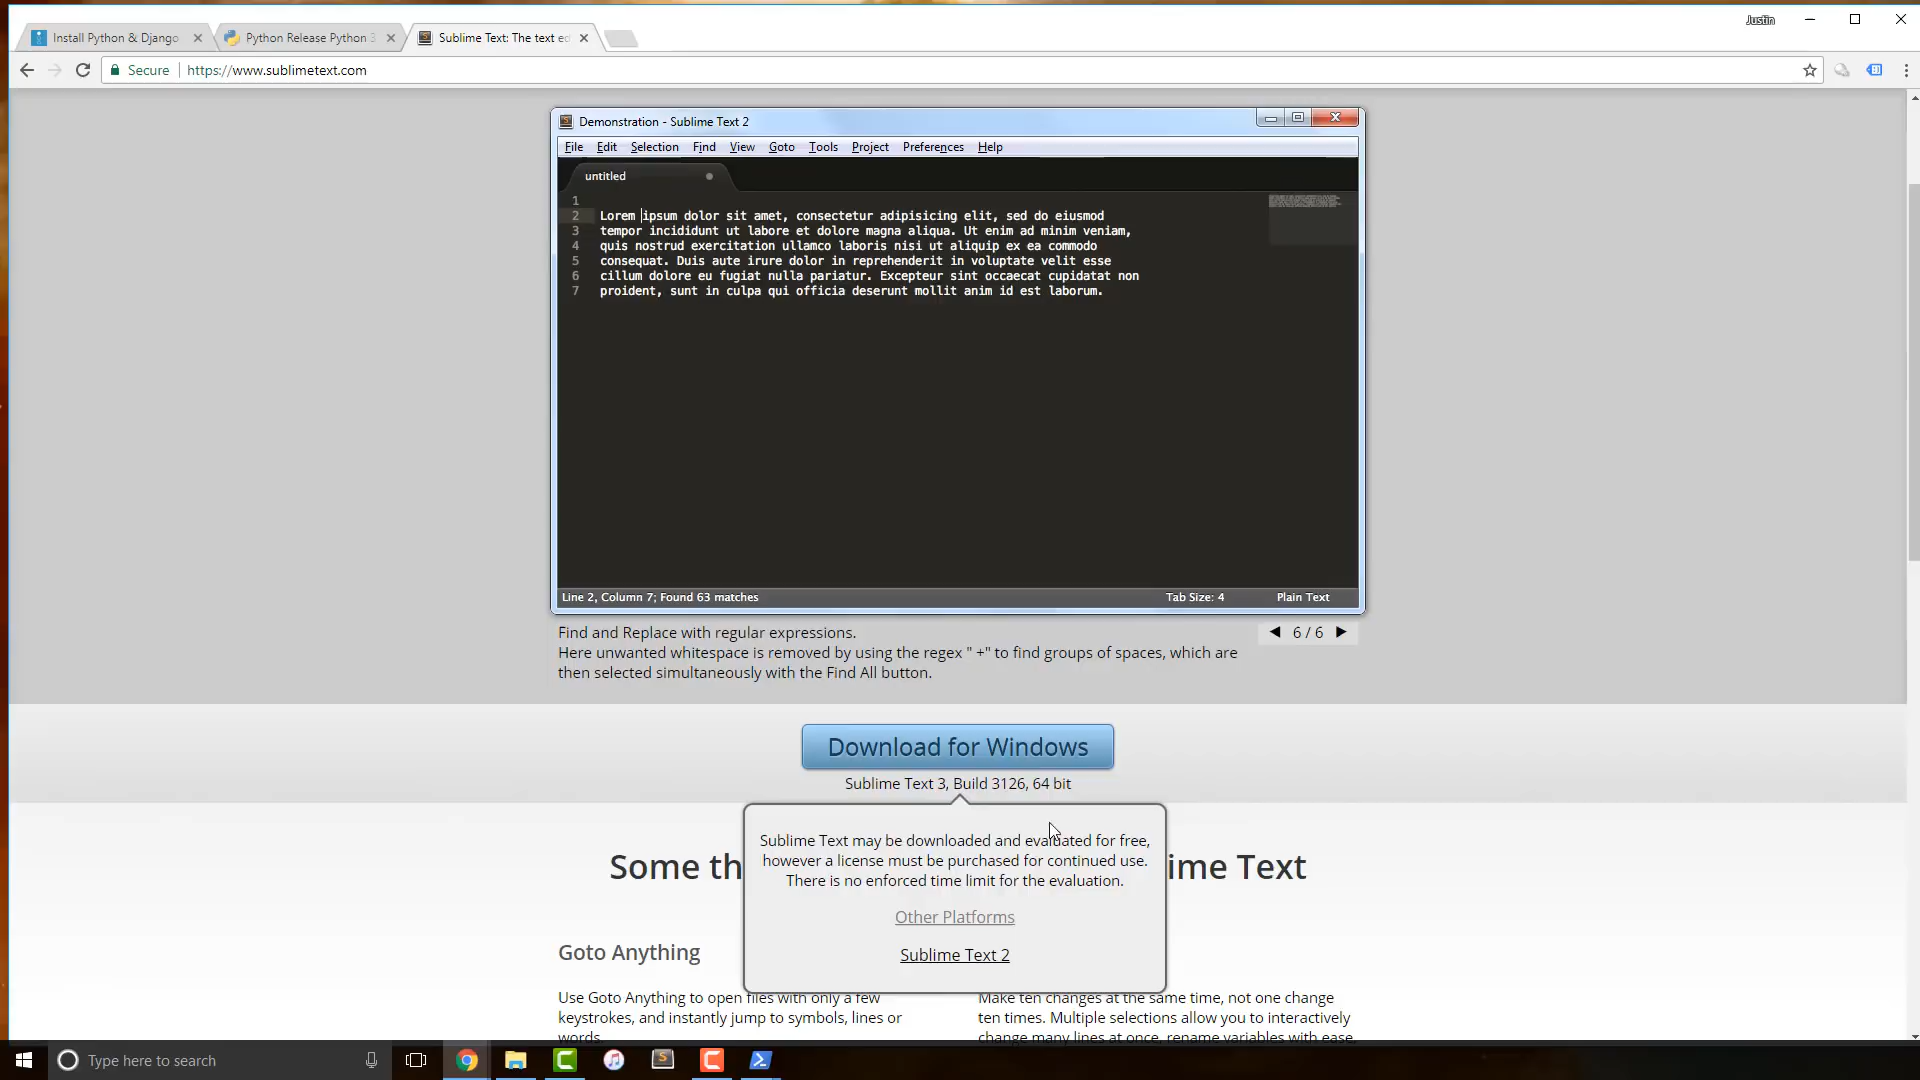 Justin
Install Python & Django
Python Release Python 3
Sublime Text: The text ed
Secure
https://www.sublimetext.com
Demonstration - Sublime Text 2
File Edit Selection Find View Goto Tools Project Preferences Help
untitled
1
2 Lorem ipsum dolor sit amet, consectetur adipisicing elit, sed do eiusmod
3 tempor incididunt ut labore et dolore magna aliqua. Ut enim ad minim veniam,
4 quis nostrud exercitation ullamco laboris nisi ut aliquip ex ea commodo
5 consequat. Duis aute irure dolor in reprehenderit in voluptate velit esse
6 cillum dolore eu fugiat nulla pariatur. Excepteur sint occaecat cupidatat non
7 proident, sunt in culpa qui officia deserunt mollit anim id est laborum.
Line 2, Column 7; Found 63 matches
Tab Size: 4
Plain Text
Find and Replace with regular expressions.
Here unwanted whitespace is removed by using the regex " +" to find groups of spaces, which are
then selected simultaneously with the Find All button.
6 / 6
Download for Windows
Sublime Text 3, Build 3126, 64 bit
Sublime Text may be downloaded and evaluated for free,
however a license must be purchased for continued use.
There is no enforced time limit for the evaluation.
Other Platforms
Sublime Text 2
Some th
ime Text
Goto Anything
Use Goto Anything to open files with only a few
keystrokes, and instantly jump to symbols, lines or
words.
Make ten changes at the same time, not one change
ten times. Multiple selections allow you to interactively
change many lines at once, rename variables with ease,
Type here to search